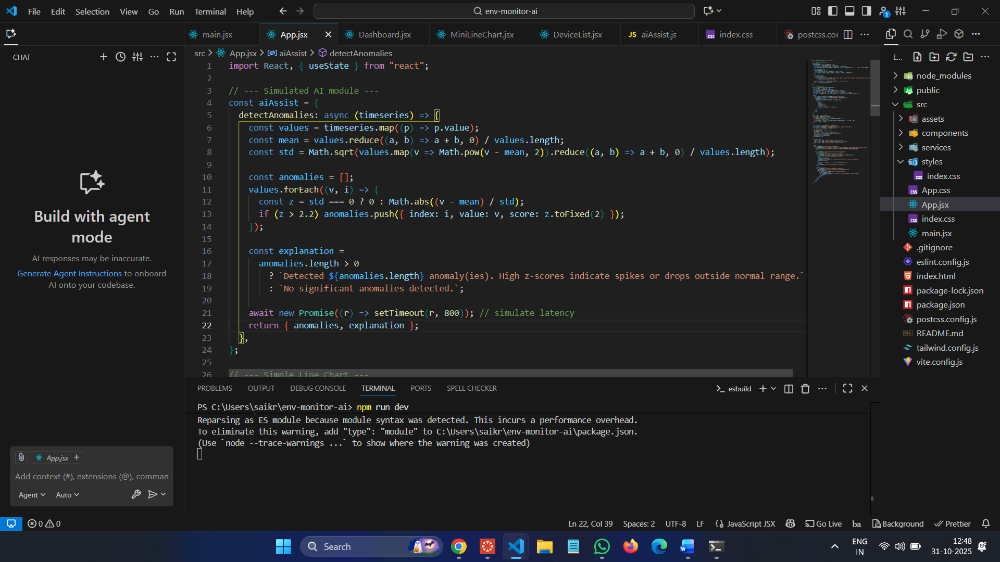 File Edit Selection View Go Run Terminal Help
env-monitor-ai
1
main.jsx
App.jsx
Dashboard.jsx
MiniLineChart.jsx
DeviceList.jsx
JS aiAssist.js
index.css
postcss.co
CHAT
src > App.jsx > aiAssist > detectAnomalies
1 import React, { useState } from "react";
2
3 // --- Simulated AI module ---
4 const aiAssist = {
5 detectAnomalies: async (timeseries) => {
6 const values = timeseries.map((p) => p.value);
7 const mean = values.reduce((a, b) => a + b, 0) / values.length;
8 const std = Math.sqrt(values.map(v => Math.pow(v - mean, 2)).reduce((a, b) => a + b, 0) / values.length);
9
10 const anomalies = [];
11 values.forEach((v, i) => {
12 const z = std === 0 ? 0 : Math.abs((v - mean) / std);
13 if (z > 2.2) anomalies.push({ index: i, value: v, score: z.toFixed(2) });
14 });
15
16 const explanation =
17 anomalies.length > 0
18 ? `Detected ${anomalies.length} anomaly(ies). High z-scores indicate spikes or drops outside normal range.`
19 : `No significant anomalies detected.`;
20
21 await new Promise((r) => setTimeout(r, 800)); // simulate latency
22 return { anomalies, explanation };
23 },
24 };
25
26 // --- Simple Line Chart ---
Build with agent
mode
AI responses may be inaccurate.
Generate Agent Instructions to onboard
AI onto your codebase.
App.jsx +
Add context (#), extensions (@), comman
Agent
Auto
E...
node_modules
public
src
assets
components
services
styles
index.css
App.css
App.jsx
index.css
main.jsx
.gitignore
eslint.config.js
index.html
package-lock.json
package.json
postcss.config.js
README.md
tailwind.config.js
vite.config.js
PROBLEMS OUTPUT DEBUG CONSOLE TERMINAL PORTS SPELL CHECKER
esbuild
PS C:\Users\saikr\env-monitor-ai> npm run dev
Reparsing as ES module because module syntax was detected. This incurs a performance overhead.
To eliminate this warning, add "type": "module" to C:\Users\saikr\env-monitor-ai\package.json.
(Use `node --trace-warnings ...` to show where the warning was created)
0 0
Ln 22, Col 39 Spaces: 2 UTF-8 LF {} JavaScript JSX Go Live ba Background Prettier
Search
ENG
IN
12:48
31-10-2025